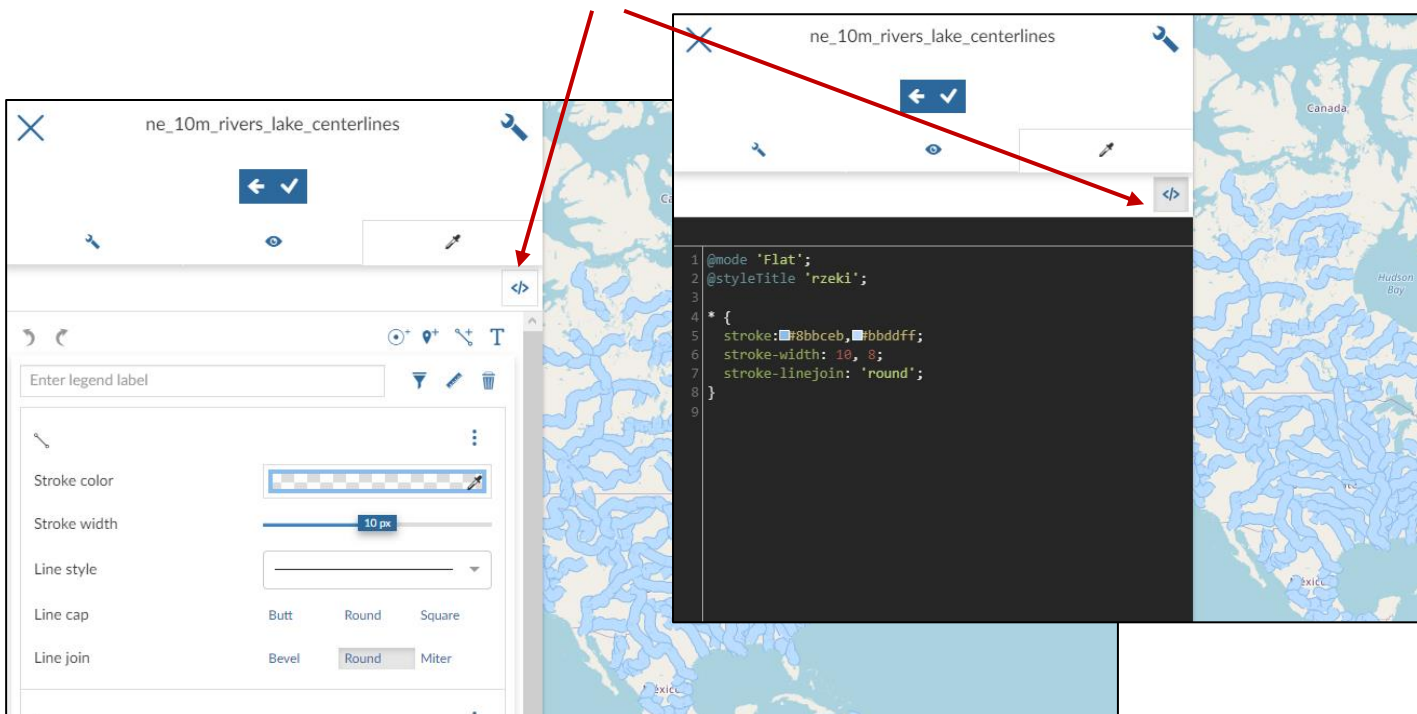 ne_10m_rivers_lake_centerlines
</>
Enter legend label
T
Stroke color
Stroke width
10 px
Line style
Line cap
Butt Round Square
Line join
Bevel Round Miter
México
ne_10m_rivers_lake_centerlines
</>
1 @mode 'Flat';
2 @styleTitle 'rzeki';
3
4 * {
5 stroke:#8bbceb,#bbddff;
6 stroke-width: 10, 8;
7 stroke-linejoin: 'round';
8 }
9
Canada
Hudson
Bay
México